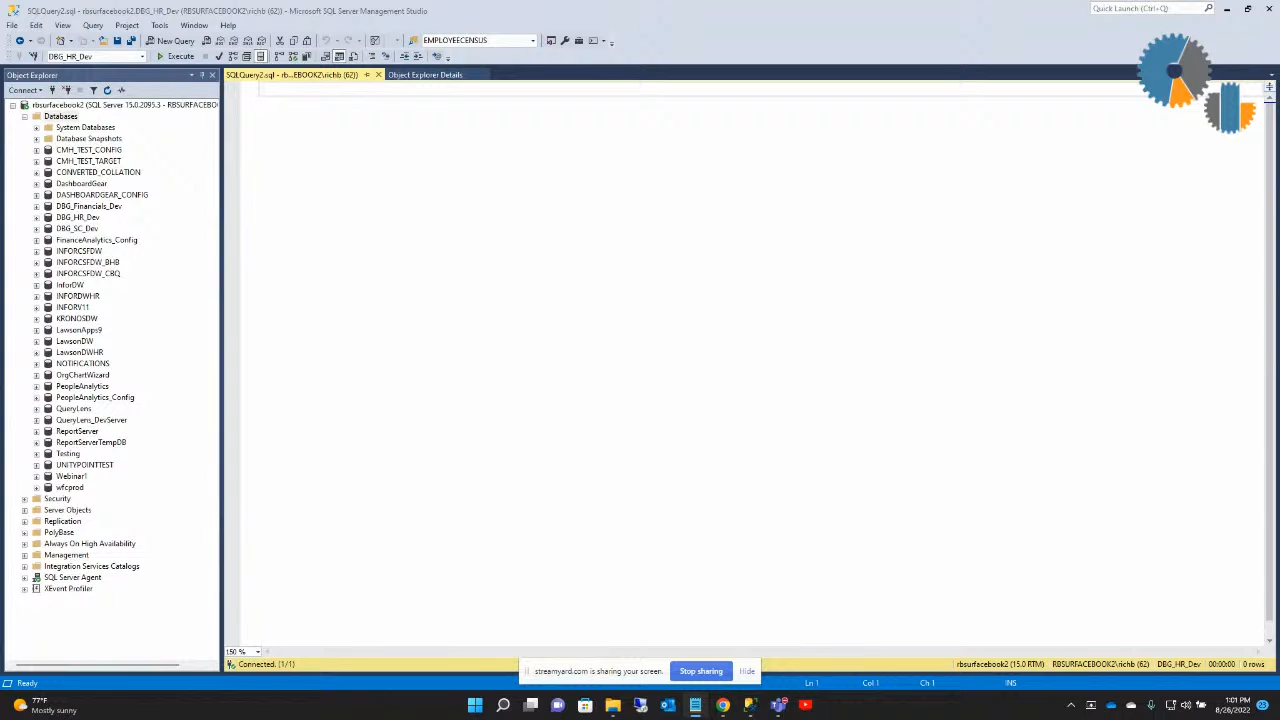 SQLQuery2.sql - rbsurfacebook2.DBG_HR_Dev (RBSURFACEBOOK2\richb (62)) - Microsoft SQL Server Management Studio
Quick Launch (Ctrl+Q)
File Edit View Query Project Tools Window Help
New Query EMPLOYEECENSUS
DBG_HR_Dev Execute
Object Explorer
SQLQuery2.sql - rb...EBOOK2\richb (62))
Object Explorer Details
Connect
rbsurfacebook2 (SQL Server 15.0.2095.3 - RBSURFACEBO
Databases
System Databases
Database Snapshots
CMH_TEST_CONFIG
CMH_TEST_TARGET
CONVERTED_COLLATION
DashboardGear
DASHBOARDGEAR_CONFIG
DBG_Financials_Dev
DBG_HR_Dev
DBG_SC_Dev
FinanceAnalytics_Config
INFORCSFDW
INFORCSFDW_BHB
INFORCSFDW_CBQ
InforDW
INFORDWHR
INFORV11
KRONOSDW
LawsonApps9
LawsonDW
LawsonDWHR
NOTIFICATIONS
OrgChartWizard
PeopleAnalytics
PeopleAnalytics_Config
QueryLens
QueryLens_DevServer
ReportServer
ReportServerTempDB
Testing
UNITYPOINTTEST
Webinar1
wfcprod
Security
Server Objects
Replication
PolyBase
Always On High Availability
Management
Integration Services Catalogs
SQL Server Agent
XEvent Profiler
150 %
Connected. (1/1)
rbsurfacebook2 (15.0 RTM) RBSURFACEBOOK2\richb (62) DBG_HR_Dev 00:00:00 0 rows
streamyard.com is sharing your screen. Stop sharing Hide
Ready
Ln 1 Col 1 Ch 1 INS
77°F
Mostly sunny
1:01 PM
8/26/2022
23